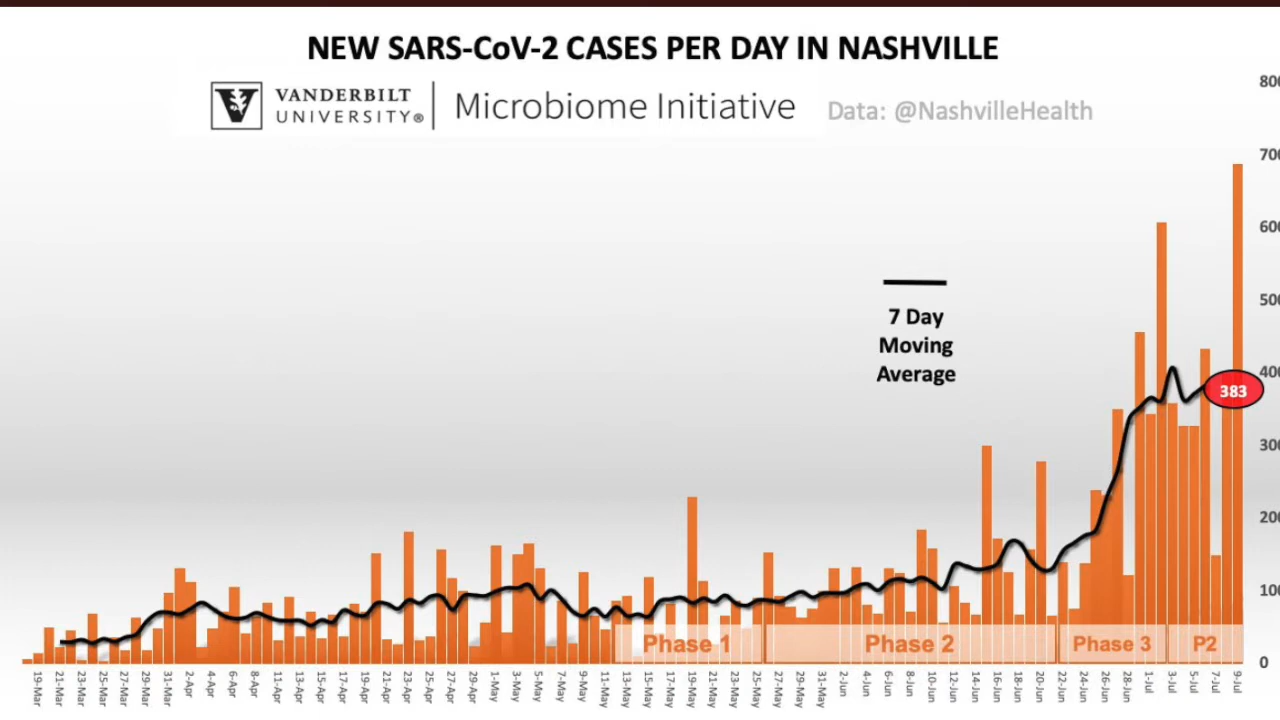 NEW SARS-CoV-2 CASES PER DAY IN NASHVILLE
VANDERBILT
UNIVERSITY®
Microbiome Initiative
Data: @NashvilleHealth
800
700
600
500
400
300
200
100
0
7 Day
Moving
Average
383
Phase 1
Phase 2
Phase 3
P2
19-Mar
21-Mar
23-Mar
25-Mar
27-Mar
29-Mar
31-Mar
2-Apr
4-Apr
6-Apr
8-Apr
11-Apr
13-Apr
15-Apr
17-Apr
19-Apr
21-Apr
23-Apr
25-Apr
27-Apr
29-Apr
1-May
3-May
5-May
7-May
9-May
11-May
13-May
15-May
17-May
19-May
21-May
23-May
25-May
27-May
29-May
31-May
2-Jun
4-Jun
6-Jun
8-Jun
10-Jun
12-Jun
14-Jun
16-Jun
18-Jun
20-Jun
22-Jun
24-Jun
26-Jun
28-Jun
1-Jul
3-Jul
5-Jul
7-Jul
9-Jul